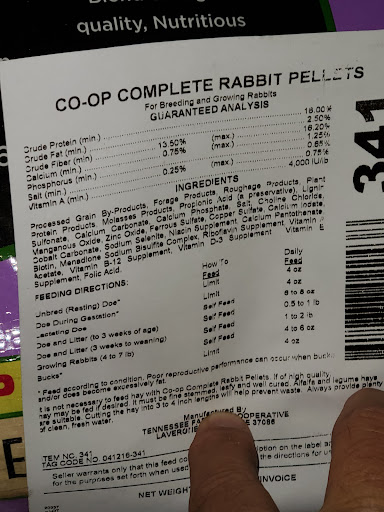 quality, Nutritious
CO-OP COMPLETE RABBIT PELLETS
For Breeding and Growing Rabbits
GUARANTEED ANALYSIS
Crude Protein (min.) 16.00%
Crude Fat (min.) 2.50%
Crude Fiber (min.) 13.50% (max.) 16.20%
Calcium (min.) 0.75% (max.) 1.25%
Phosphorus (min.) 0.65%
Salt (min.) 0.25% (max.) 0.75%
Vitamin A (min.) 4,000 IU/lb
INGREDIENTS
Processed Grain By-Products, Forage Products, Roughage Products, Plant
Protein Products, Molasses Products, Propionic Acid (a preservative), Lignin
Sulfonate, Calcium Carbonate, Calcium Phosphate, Salt, Choline Chloride,
Manganous Oxide, Zinc Oxide, Ferrous Sulfate, Copper Sulfate, Calcium Iodate,
Cobalt Carbonate, Sodium Selenite, Niacin Supplement, Calcium Pantothenate,
Biotin, Menadione Sodium Bisulfite Complex, Riboflavin Supplement, Vitamin
Acetate, Vitamin B-12 Supplement, Vitamin D-3 Supplement, Vitamin E
Supplement, Folic Acid.
FEEDING DIRECTIONS:
How To Feed Daily Feed
Unbred (Resting) Doe* Limit 4 oz
Doe During Gestation* Limit 4 oz
Lactating Doe Self Feed 6 to 8 oz
Doe and Litter (to 3 weeks of age) Self Feed 0.5 to 1 lb
Doe and Litter (3 weeks to weaning) Self Feed 1 to 2 lb
Growing Rabbits (4 to 7 lb) Self Feed 4 to 6 oz
Bucks* Limit 4 oz
* Feed according to condition. Poor reproductive performance can occur when bucks
and/or does become excessively fat.
It is not necessary to feed hay with Co-op Complete Rabbit Pellets. If of high quality,
hay may be fed if desired. It must be fine stemmed, leafy and well cured. Alfalfa and legume hays
are suitable. Cutting the hay into 3 to 4 inch lengths will help prevent waste. Always provide plenty
of clean, fresh water.
Manufactured By
TENNESSEE FA OPERATIVE
LAVERGNE 37086
ITEM NO. 341
TAG CODE NO. 041216-341
Seller warrants only that this feed co iption on the label a
for the purposes set forth when used the directions for u
NET WEIGHT INVOICE
341